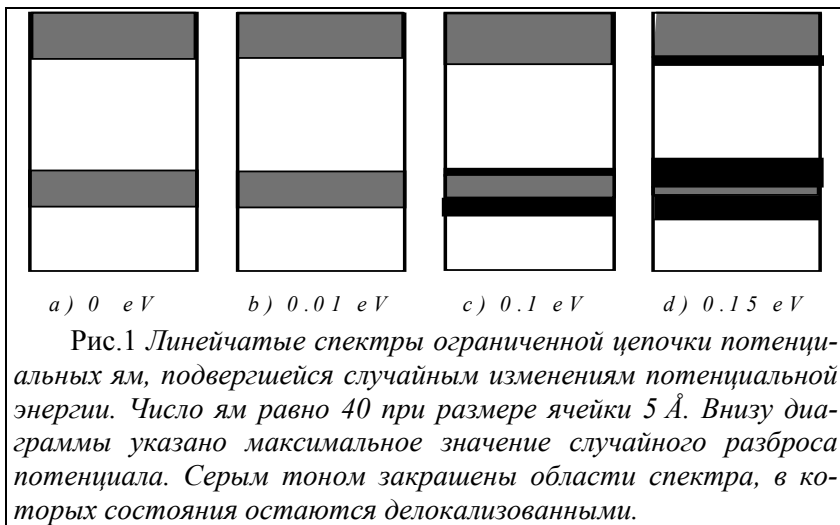 a) 0 eV b) 0.01 eV c) 0.1 eV d) 0.15 eV
Рис.1 Линейчатые спектры ограниченной цепочки потенци-
альных ям, подвергшейся случайным изменениям потенциальной
энергии. Число ям равно 40 при размере ячейки 5 Å. Внизу диа-
граммы указано максимальное значение случайного разброса
потенциала. Серым тоном закрашены области спектра, в ко-
торых состояния остаются делокализованными.